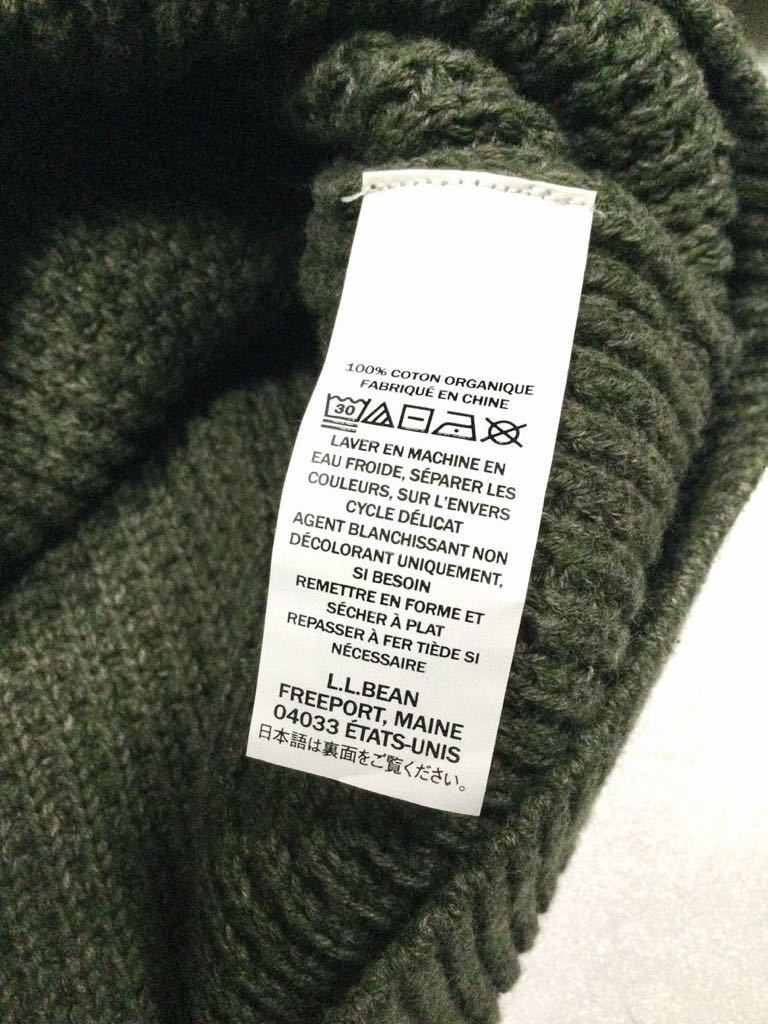 100% COTON ORGANIQUE
FABRIQUÉ EN CHINE
30
LAVER EN MACHINE EN
EAU FROIDE, SÉPARER LES
COULEURS, SUR L'ENVERS
CYCLE DÉLICAT
AGENT BLANCHISSANT NON
DÉCOLORANT UNIQUEMENT,
SI BESOIN
REMETTRE EN FORME ET
SÉCHER À PLAT
REPASSER À FER TIÈDE SI
NÉCESSAIRE
L.L.BEAN
FREEPORT, MAINE
04033 ÉTATS-UNIS
日本語は裏面をご覧ください。